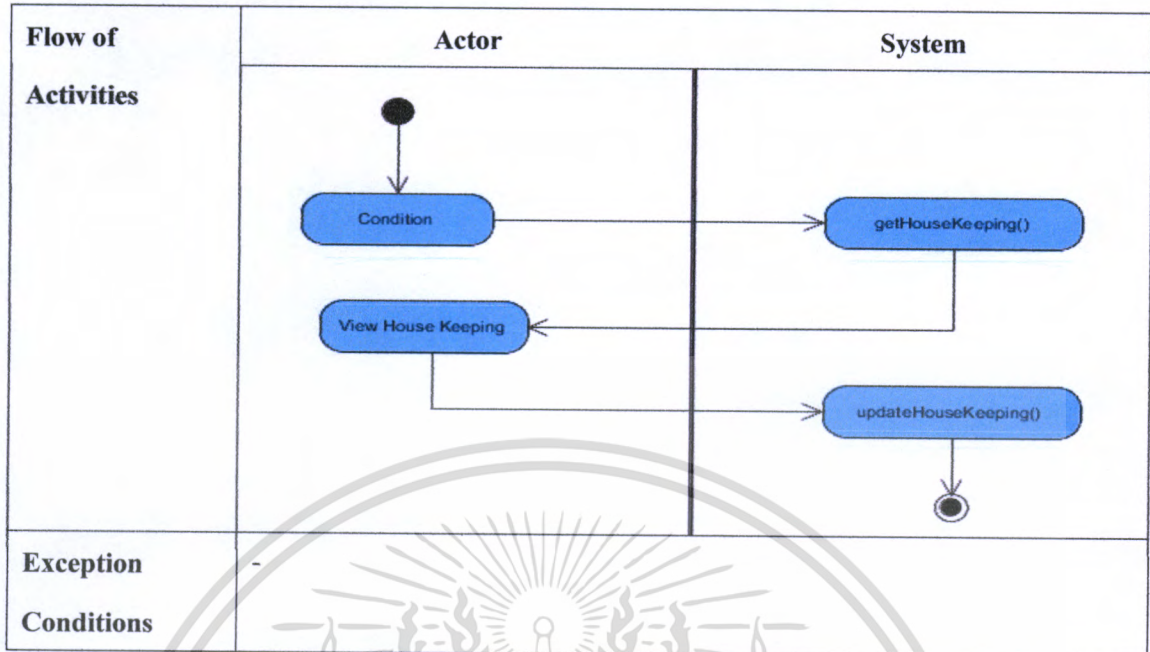 Flow of
Activities
Actor
System
Condition
getHouseKeeping()
View House Keeping
updateHouseKeeping()
Exception
Conditions
-